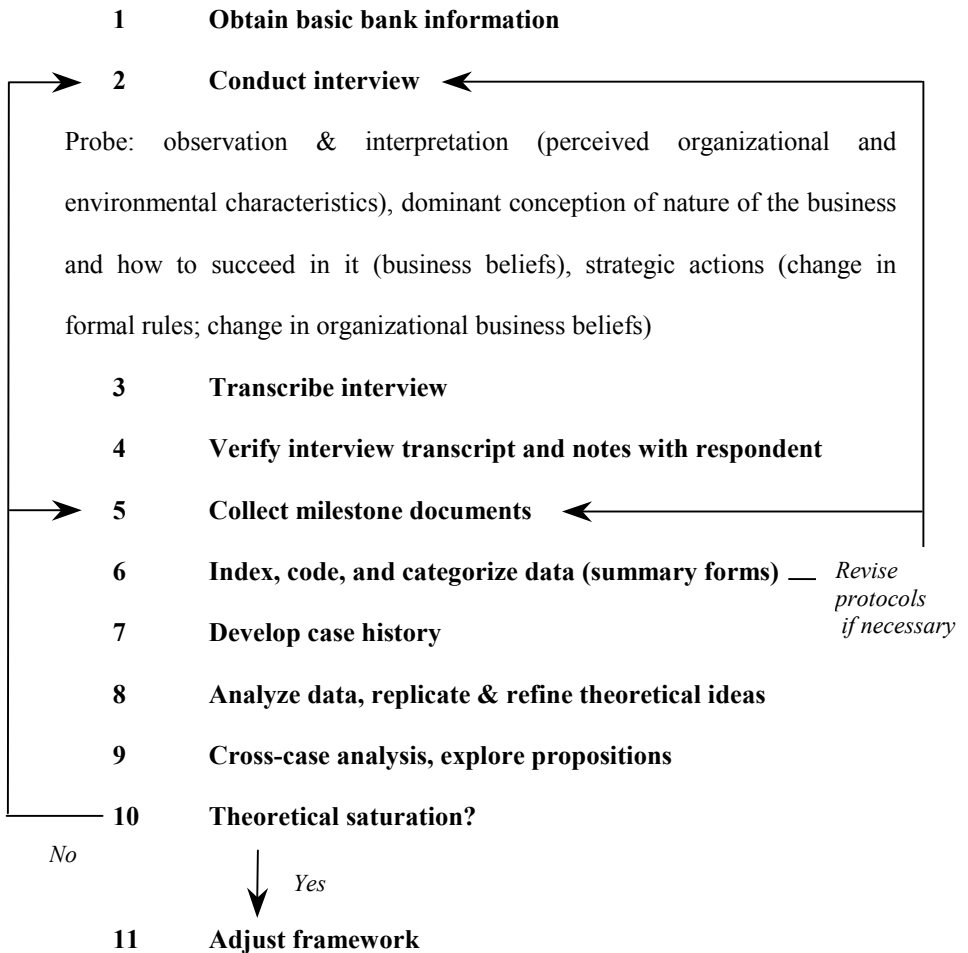 1 Obtain basic bank information
2 Conduct interview
Probe: observation & interpretation (perceived organizational and
environmental characteristics), dominant conception of nature of the business
and how to succeed in it (business beliefs), strategic actions (change in
formal rules; change in organizational business beliefs)
3 Transcribe interview
4 Verify interview transcript and notes with respondent
5 Collect milestone documents
6 Index, code, and categorize data (summary forms)
Revise
protocols
if necessary
7 Develop case history
8 Analyze data, replicate & refine theoretical ideas
9 Cross-case analysis, explore propositions
10 Theoretical saturation?
No
Yes
11 Adjust framework